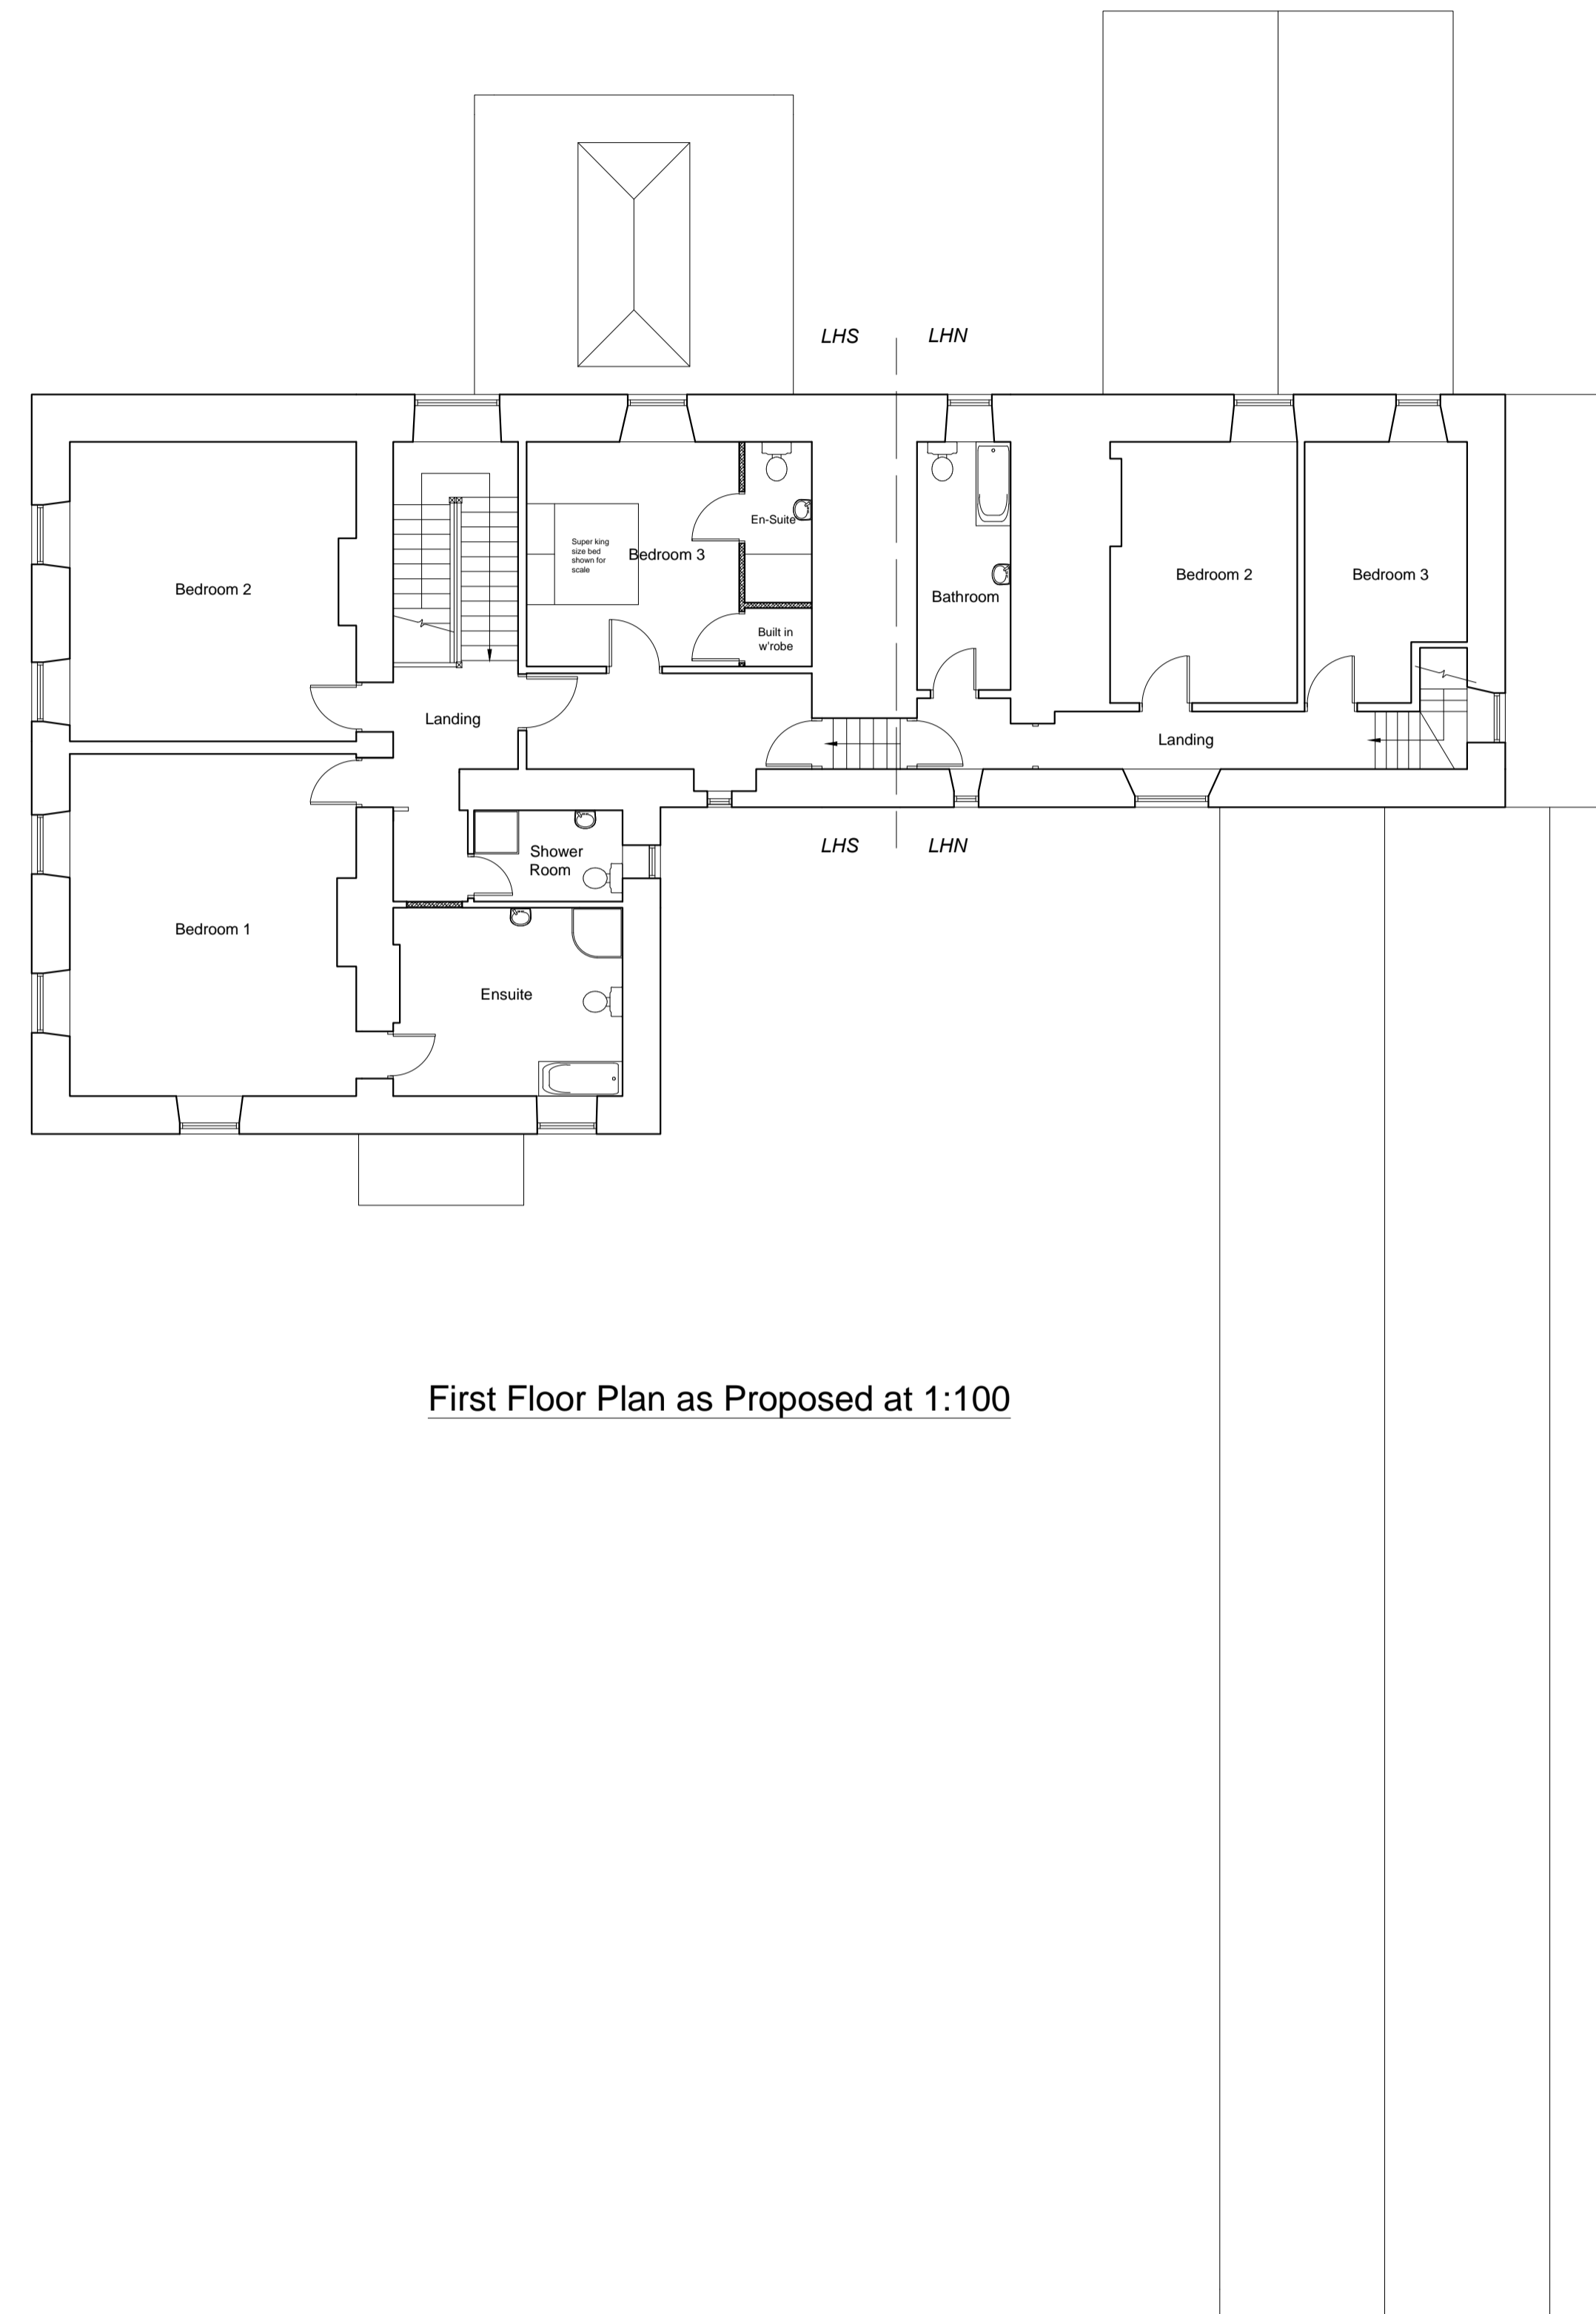 LHS
LHN
En-Suite
Super king
size bed
shown for
scale
Bedroom 3
Bedroom 2
Bedroom 2
Bedroom 3
Bathroom
Built in
w'robe
Landing
Landing
LHS
LHN
Shower
Room
Bedroom 1
Ensuite
First Floor Plan as Proposed at 1:100